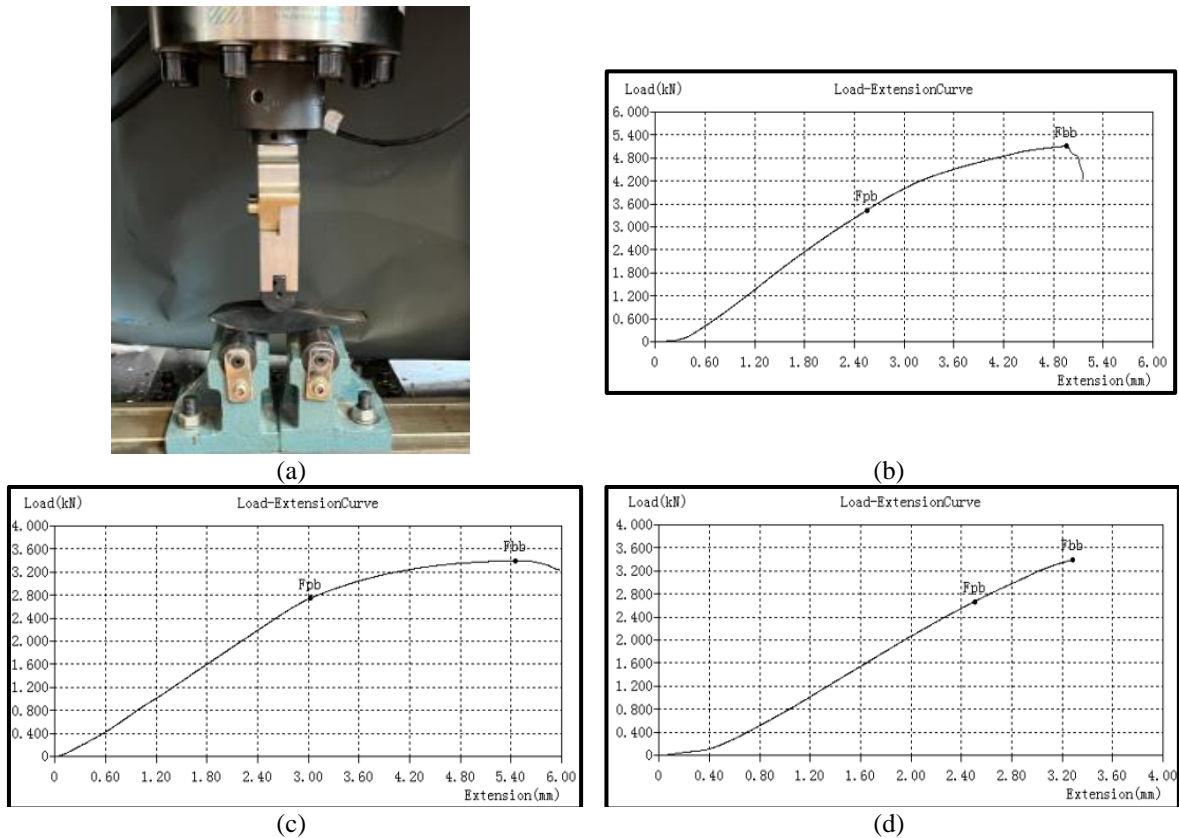 (a)
Load(kN) Load-ExtensionCurve
6.000
5.400
4.800
4.200
3.600
3.000
2.400
1.800
1.200
0.600
0
Fpb
Fbb
0 0.60 1.20 1.80 2.40 3.00 3.60 4.20 4.80 5.40 6.00
Extension(mm)
(b)
Load(kN) Load-ExtensionCurve
4.000
3.600
3.200
2.800
2.400
2.000
1.600
1.200
0.800
0.400
0
Fpb
Fbb
0 0.60 1.20 1.80 2.40 3.00 3.60 4.20 4.80 5.40 6.00
Extension(mm)
(c)
Load(kN) Load-ExtensionCurve
4.000
3.600
3.200
2.800
2.400
2.000
1.600
1.200
0.800
0.400
0
Fpb
Fbb
0 0.40 0.80 1.20 1.60 2.00 2.40 2.80 3.20 3.60 4.00
Extension(mm)
(d)